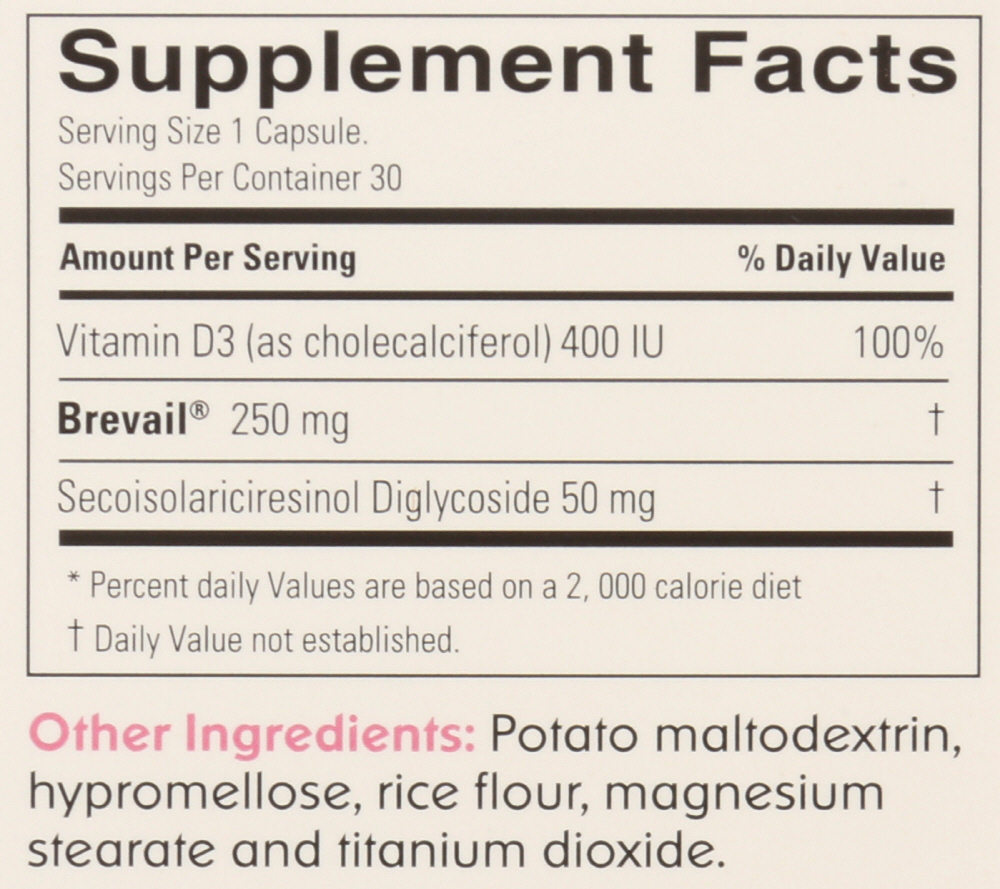 Supplement Facts
Serving Size 1 Capsule.
Servings Per Container 30
Amount Per Serving % Daily Value
Vitamin D3 (as cholecalciferol) 400 IU 100%
Brevail® 250 mg †
Secoisolariciresinol Diglycoside 50 mg †
* Percent daily Values are based on a 2, 000 calorie diet
† Daily Value not established.
Other Ingredients: Potato maltodextrin,
hypromellose, rice flour, magnesium
stearate and titanium dioxide.